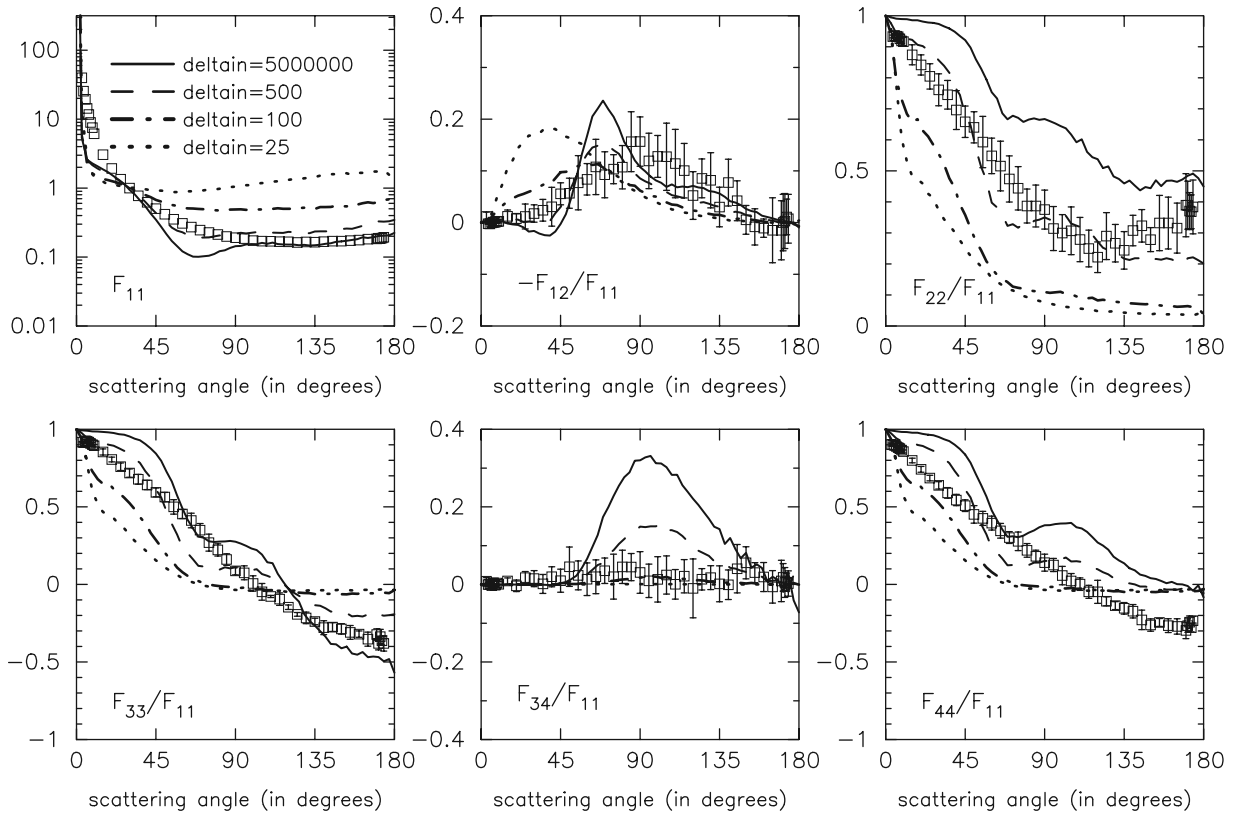 100
10
1
0.1
0.01
deltain=5000000
deltain=500
deltain=100
deltain=25
F11
0 45 90 135 180
scattering angle (in degrees)
0.4
0.2
0
−0.2
−F12/F11
0 45 90 135 180
scattering angle (in degrees)
1
0.5
0
F22/F11
0 45 90 135 180
scattering angle (in degrees)
1
0.5
0
−0.5
−1
F33/F11
0 45 90 135 180
scattering angle (in degrees)
0.4
0.2
0
−0.2
−0.4
F34/F11
0 45 90 135 180
scattering angle (in degrees)
1
0.5
0
−0.5
−1
F44/F11
0 45 90 135 180
scattering angle (in degrees)